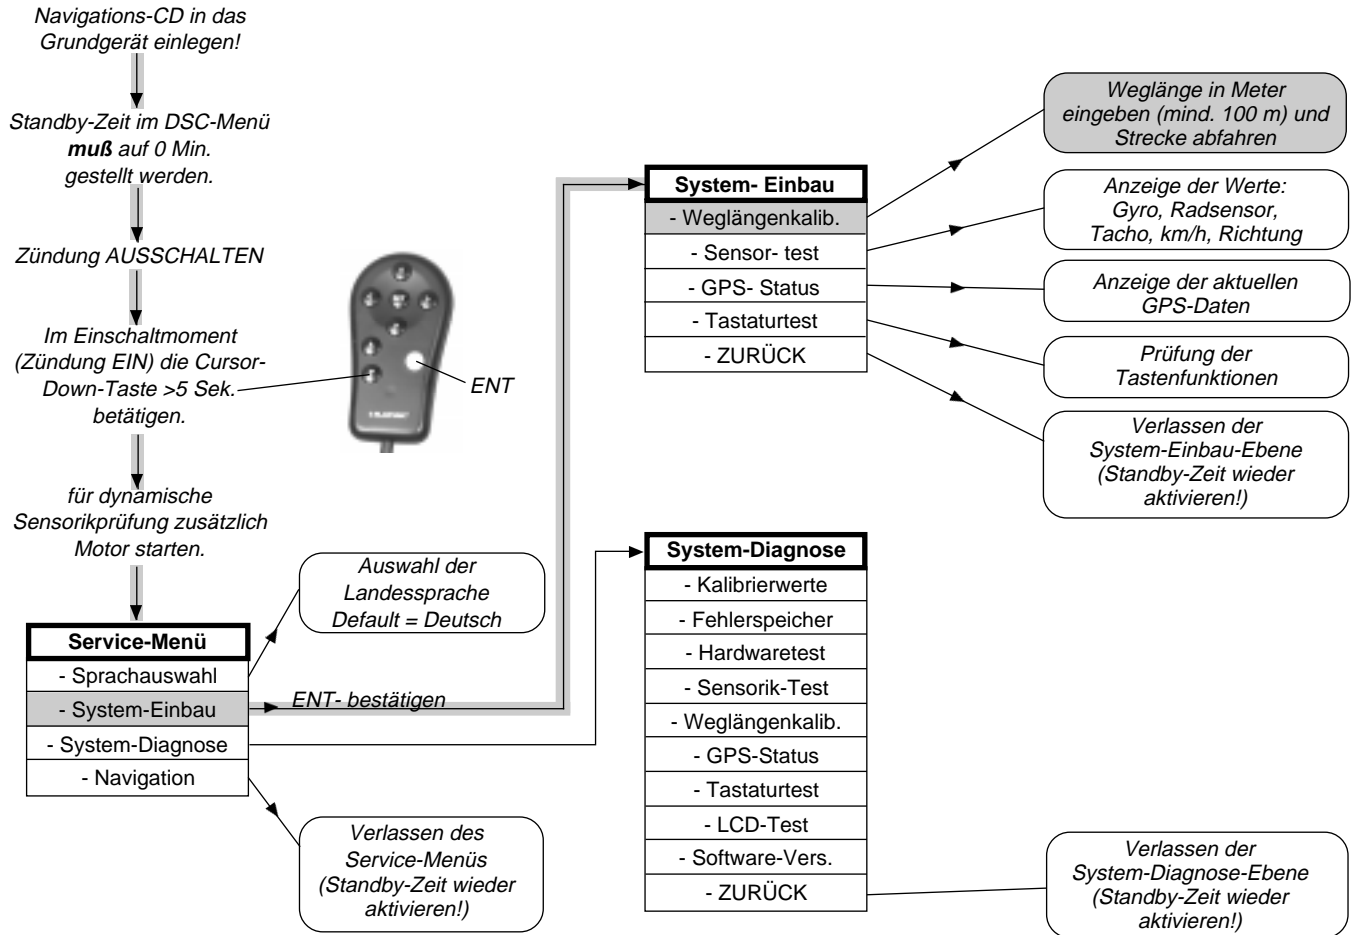 Navigations-CD in das
Grundgerät einlegen!
Standby-Zeit im DSC-Menü
muß auf 0 Min.
gestellt werden.
Zündung AUSSCHALTEN
Im Einschaltmoment
(Zündung EIN) die Cursor-
Down-Taste >5 Sek.
betätigen.
ENT
für dynamische
Sensorikprüfung zusätzlich
Motor starten.
Service-Menü
- Sprachauswahl
- System-Einbau
- System-Diagnose
- Navigation
Auswahl der
Landessprache
Default = Deutsch
ENT- bestätigen
Verlassen des
Service-Menüs
(Standby-Zeit wieder
aktivieren!)
System- Einbau
- Weglängenkalib.
- Sensor- test
- GPS- Status
- Tastaturtest
- ZURÜCK
Weglänge in Meter
eingeben (mind. 100 m) und
Strecke abfahren
Anzeige der Werte:
Gyro, Radsensor,
Tacho, km/h, Richtung
Anzeige der aktuellen
GPS-Daten
Prüfung der
Tastenfunktionen
Verlassen der
System-Einbau-Ebene
(Standby-Zeit wieder
aktivieren!)
System-Diagnose
- Kalibrierwerte
- Fehlerspeicher
- Hardwaretest
- Sensorik-Test
- Weglängenkalib.
- GPS-Status
- Tastaturtest
- LCD-Test
- Software-Vers.
- ZURÜCK
Verlassen der
System-Diagnose-Ebene
(Standby-Zeit wieder
aktivieren!)